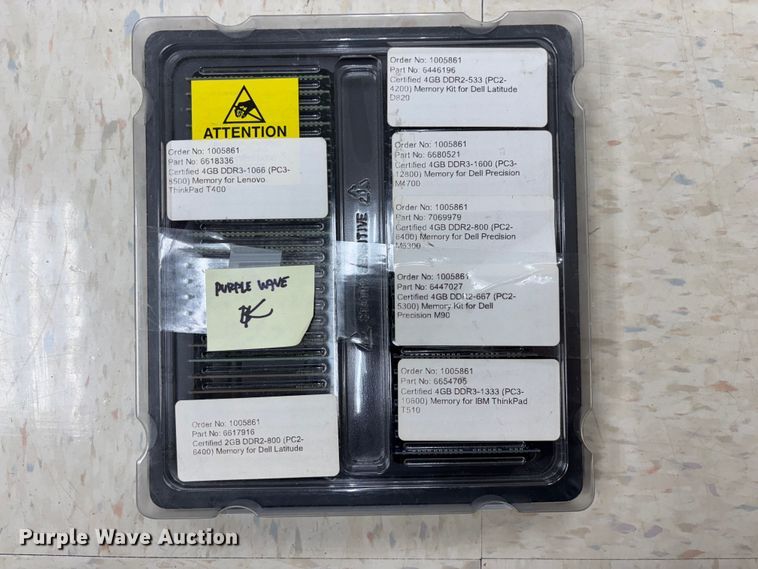 ATTENTION
Order No: 1005861
Part No: 6618336
Certified 4GB DDR3-1066 (PC3-
8500) Memory for Lenovo
ThinkPad T400
PURPLE WAVE
Order No: 1005861
Part No: 6617916
Certified 2GB DDR2-800 (PC2-
6400) Memory for Dell Latitude
Order No: 1005861
Part No: 6446196
Certified 4GB DDR2-533 (PC2-
4200) Memory Kit for Dell Latitude
D820
Order No: 1005861
Part No: 6680521
Certified 4GB DDR3-1600 (PC3-
12800) Memory for Dell Precision
M4700
Order No: 1005861
Part No: 7069979
Certified 4GB DDR2-800 (PC2-
6400) Memory for Dell Precision
M6300
Order No: 1005861
Part No: 6447027
Certified 4GB DDR2-667 (PC2-
5300) Memory Kit for Dell
Precision M90
Order No: 1005861
Part No: 6654705
Certified 4GB DDR3-1333 (PC3-
10600) Memory for IBM ThinkPad
T510
Purple Wave Auction